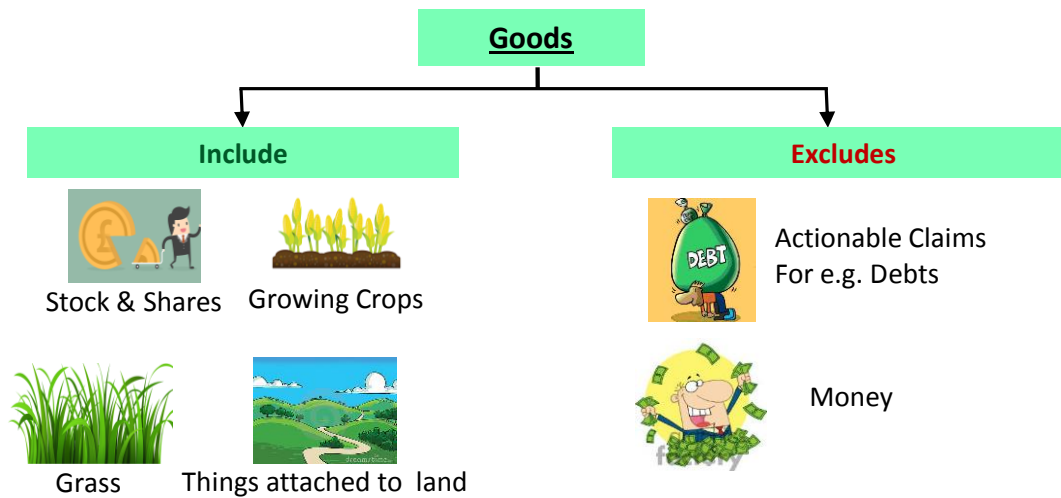 Goods
Include
Excludes
£
Stock & Shares
Growing Crops
Grass
Things attached to land
DEBT
Actionable Claims
For e.g. Debts
Money